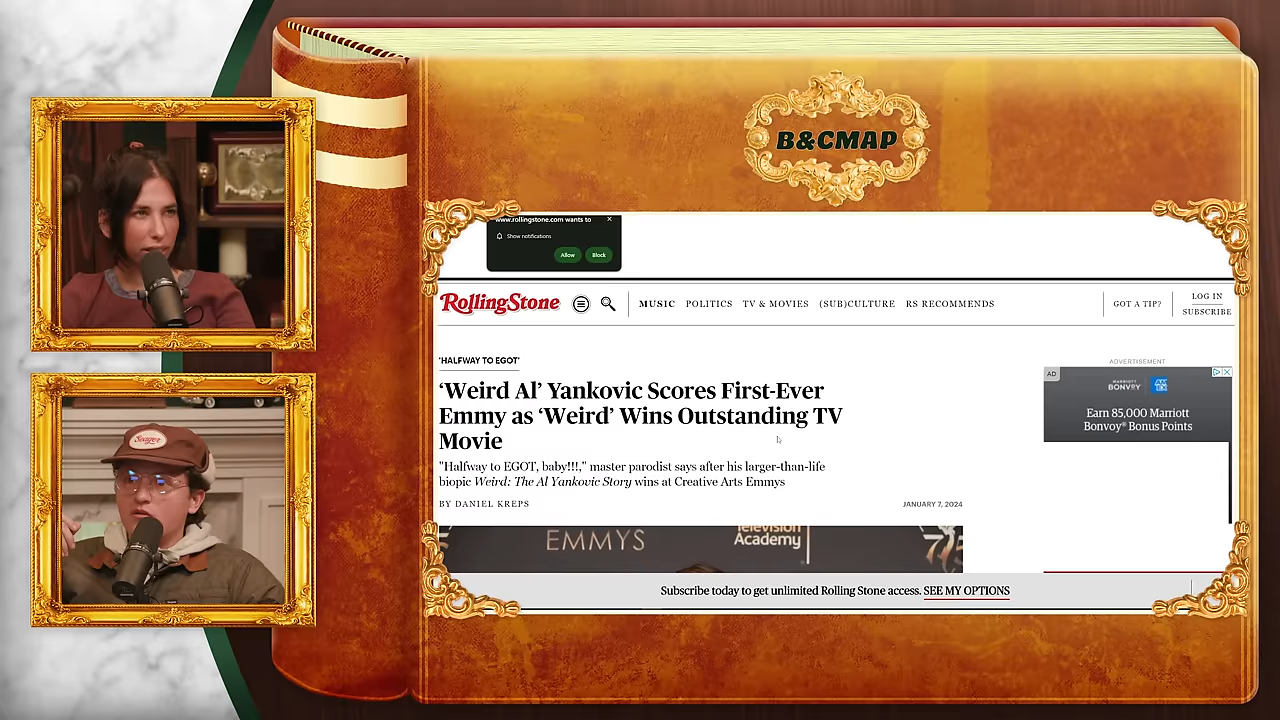 B&CMAP
www.rollingstone.com wants to
Show notifications
Allow Block
RollingStone MUSIC POLITICS TV & MOVIES (SUB)CULTURE RS RECOMMENDS GOT A TIP? LOG IN
SUBSCRIBE
'HALFWAY TO EGOT'
‘Weird Al’ Yankovic Scores First-Ever
Emmy as ‘Weird’ Wins Outstanding TV
Movie
"Halfway to EGOT, baby!!!," master parodist says after his larger-than-life
biopic Weird: The Al Yankovic Story wins at Creative Arts Emmys
BY DANIEL KREPS JANUARY 7, 2024
ADVERTISEMENT
AD
MARRIOTT
BONVOY
Earn 85,000 Marriott
Bonvoy® Bonus Points
EMMYS
Television
Academy
75
Seager
Subscribe today to get unlimited Rolling Stone access. SEE MY OPTIONS